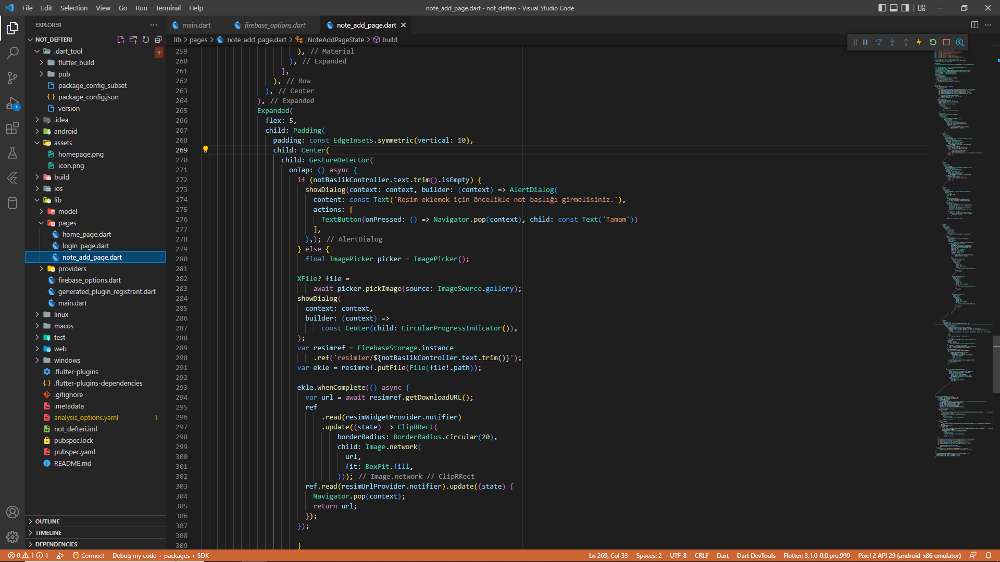 File Edit Selection View Go Run Terminal Help
note_add_page.dart - not_defteri - Visual Studio Code
EXPLORER
NOT_DEFTERI
.dart_tool
flutter_build
pub
package_config_subset
package_config.json
version
.idea
android
assets
homepage.png
icon.png
build
ios
lib
model
pages
home_page.dart
login_page.dart
note_add_page.dart
providers
firebase_options.dart
generated_plugin_registrant.dart
main.dart
linux
macos
test
web
windows
.flutter-plugins
.flutter-plugins-dependencies
.gitignore
.metadata
analysis_options.yaml 1
not_defteri.iml
pubspec.lock
pubspec.yaml
README.md
OUTLINE
TIMELINE
DEPENDENCIES
main.dart firebase_options.dart note_add_page.dart
lib > pages > note_add_page.dart > _NoteAddPageState > build
259 ), // Material
260 ), // Expanded
261 ],
262 ), // Row
263 ), // Center
264 ), // Expanded
265 Expanded(
266 flex: 5,
267 child: Padding(
268 padding: const EdgeInsets.symmetric(vertical: 10),
269 child: Center(
270 child: GestureDetector(
271 onTap: () async {
272 if (notBaslikController.text.trim().isEmpty) {
273 showDialog(context: context, builder: (context) => AlertDialog(
274 content: const Text('Resim eklemek için öncelikle not başlığı girmelisiniz.'),
275 actions: [
276 TextButton(onPressed: () => Navigator.pop(context), child: const Text('Tamam'))
277 ],
278 ),); // AlertDialog
279 } else {
280 final ImagePicker picker = ImagePicker();
281
282 XFile? file =
283 await picker.pickImage(source: ImageSource.gallery);
284 showDialog(
285 context: context,
286 builder: (context) =>
287 const Center(child: CircularProgressIndicator()),
288 );
289 var resimref = FirebaseStorage.instance
290 .ref('resimler/${notBaslikController.text.trim()}');
291 var ekle = resimref.putFile(File(file!.path));
292
293 ekle.whenComplete(() async {
294 var url = await resimref.getDownloadURL();
295 ref
296 .read(resimWidgetProvider.notifier)
297 .update((state) => ClipRRect(
298 borderRadius: BorderRadius.circular(20),
299 child: Image.network(
300 url,
301 fit: BoxFit.fill,
302 ))); // Image.network // ClipRRect
303 ref.read(resimUrlProvider.notifier).update((state) {
304 Navigator.pop(context);
305 return url;
306 });
307 });
308
309 }
0 1 1 Connect Debug my code + packages + SDK
Ln 269, Col 33 Spaces: 2 UTF-8 CRLF Dart Dart DevTools Flutter: 3.1.0-0.0.pre.999 Pixel 2 API 29 (android-x86 emulator)